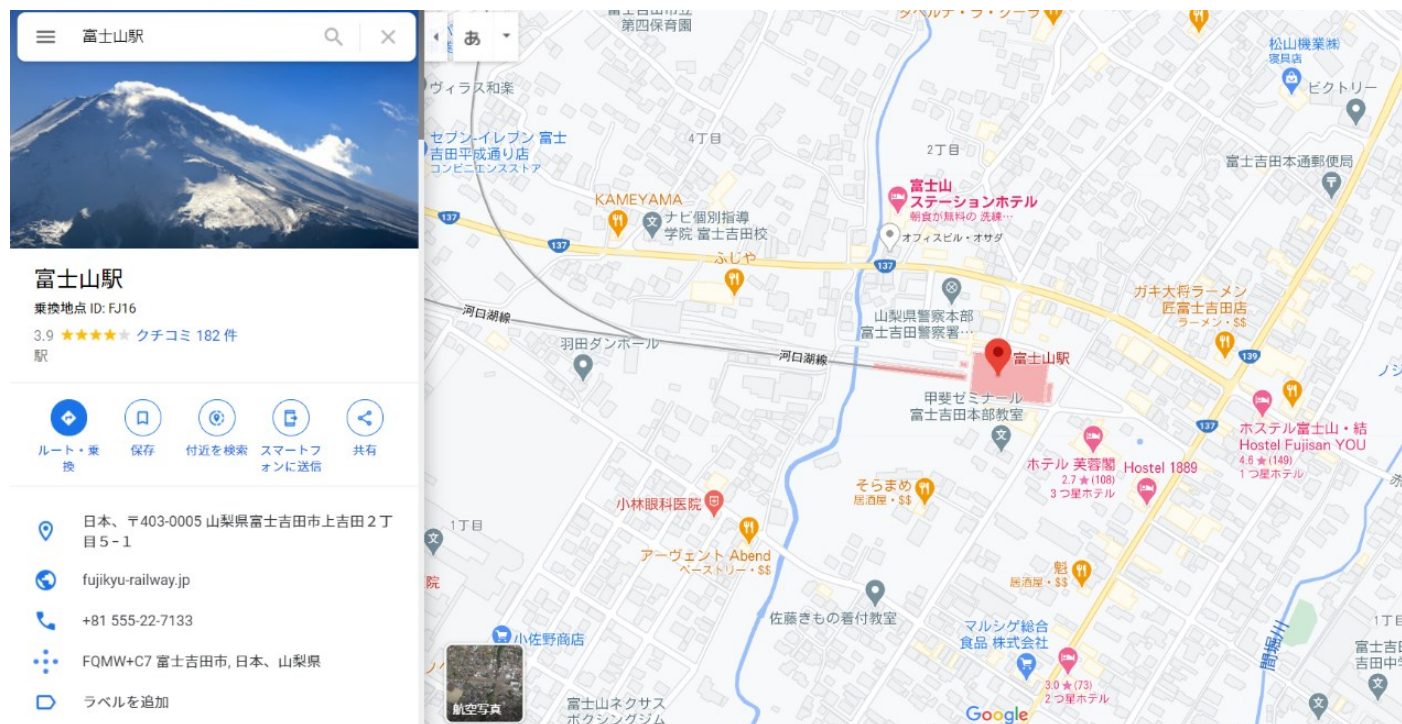 富士山駅
富士山駅
乗換地点 ID: FJ16
3.9 ★★★★★ クチコミ 182 件
駅
ルート・乗
換
保存
付近を検索
スマートフ
ォンに送信
共有
日本、〒403-0005 山梨県富士吉田市上吉田２丁
目５−１
fujikyu-railway.jp
+81 555-22-7133
FQMW+C7 富士吉田市, 日本、山梨県
ラベルを追加
あ
第四保育園
松山機業㈱
寝具店
ビクトリー
ヴィラス和楽
セブン-イレブン 富士
吉田平成通り店
コンビニエンスストア
4丁目
2丁目
富士吉田本通郵便局
富士山
ステーションホテル
朝食が無料の 洗練…
オフィスビル・オサダ
KAMEYAMA
ナビ個別指導
学院 富士吉田校
137
137
137
ふじや
ガキ大将ラーメン
匠富士吉田店
ラーメン・$$
山梨県警察本部
富士吉田警察署…
河口湖線
羽田ダンボール
河口湖線
富士山駅
139
甲斐ゼミナール
富士吉田本部教室
137
ホステル富士山・結
Hostel Fujisan YOU
4.6 ★ (149)
1 つ星ホテル
ホテル 芙蓉閣
2.7 ★ (108)
3 つ星ホテル
Hostel 1889
そらまめ
居酒屋・$$
小林眼科医院
1丁目
アーヴェント Abend
ペーストリー・$$
院
魁
居酒屋・$$
佐藤きもの着付教室
マルシゲ総合
食品 株式会社
小佐野商店
間堀川
1丁目
3.0 ★ (73)
2 つ星ホテル
航空写真
富士山ネクサス
ボクシングジム
Google